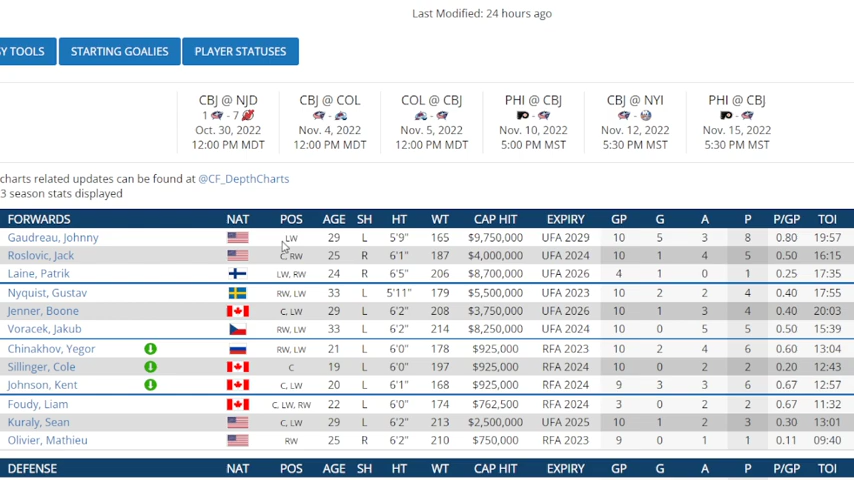 Last Modified: 24 hours ago
Y TOOLS STARTING GOALIES PLAYER STATUSES
CBJ @ NJD CBJ @ COL COL @ CBJ PHI @ CBJ CBJ @ NYI PHI @ CBJ
1 - 7 - - - - -
Oct. 30, 2022 Nov. 4, 2022 Nov. 5, 2022 Nov. 10, 2022 Nov. 12, 2022 Nov. 15, 2022
12:00 PM MDT 12:00 PM MDT 12:00 PM MDT 5:00 PM MST 5:30 PM MST 5:30 PM MST
charts related updates can be found at @CF_DepthCharts
3 season stats displayed
FORWARDS NAT POS AGE SH HT WT CAP HIT EXPIRY GP G A P P/GP TOI
Gaudreau, Johnny LW 29 L 5'9" 165 $9,750,000 UFA 2029 10 5 3 8 0.80 19:57
Roslovic, Jack C, RW 25 R 6'1" 187 $4,000,000 UFA 2024 10 1 4 5 0.50 16:15
Laine, Patrik LW, RW 24 R 6'5" 206 $8,700,000 UFA 2026 4 1 0 1 0.25 17:35
Nyquist, Gustav RW, LW 33 L 5'11" 179 $5,500,000 UFA 2023 10 2 2 4 0.40 17:55
Jenner, Boone C, LW 29 L 6'2" 208 $3,750,000 UFA 2026 10 1 3 4 0.40 20:03
Voracek, Jakub RW, LW 33 L 6'2" 214 $8,250,000 UFA 2024 10 0 5 5 0.50 15:39
Chinakhov, Yegor RW, LW 21 L 6'0" 178 $925,000 RFA 2023 10 2 4 6 0.60 13:04
Sillinger, Cole C 19 L 6'0" 197 $925,000 RFA 2024 10 0 2 2 0.20 12:43
Johnson, Kent C, LW 20 L 6'1" 168 $925,000 RFA 2024 9 3 3 6 0.67 12:57
Foudy, Liam C, LW, RW 22 L 6'0" 174 $762,500 RFA 2024 3 0 2 2 0.67 11:32
Kuraly, Sean C, LW 29 L 6'2" 213 $2,500,000 UFA 2025 10 1 2 3 0.30 13:01
Olivier, Mathieu RW 25 R 6'2" 210 $750,000 RFA 2023 9 0 1 1 0.11 09:40
DEFENSE NAT POS AGE SH HT WT CAP HIT EXPIRY GP G A P P/GP TOI